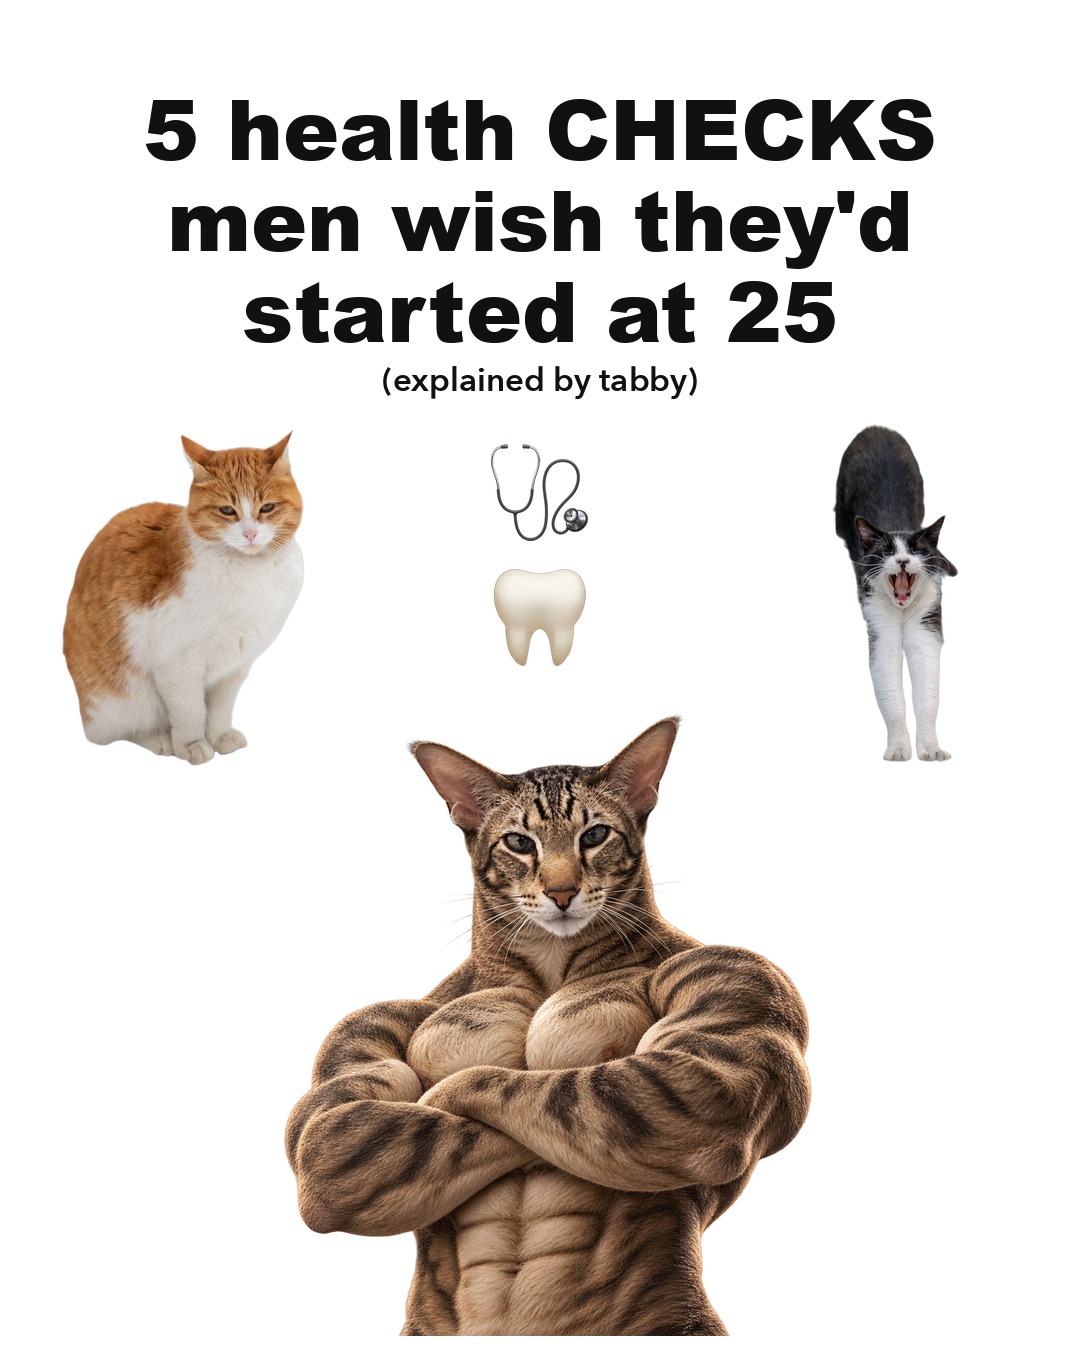 5 health CHECKS
men wish they'd
started at 25
(explained by tabby)